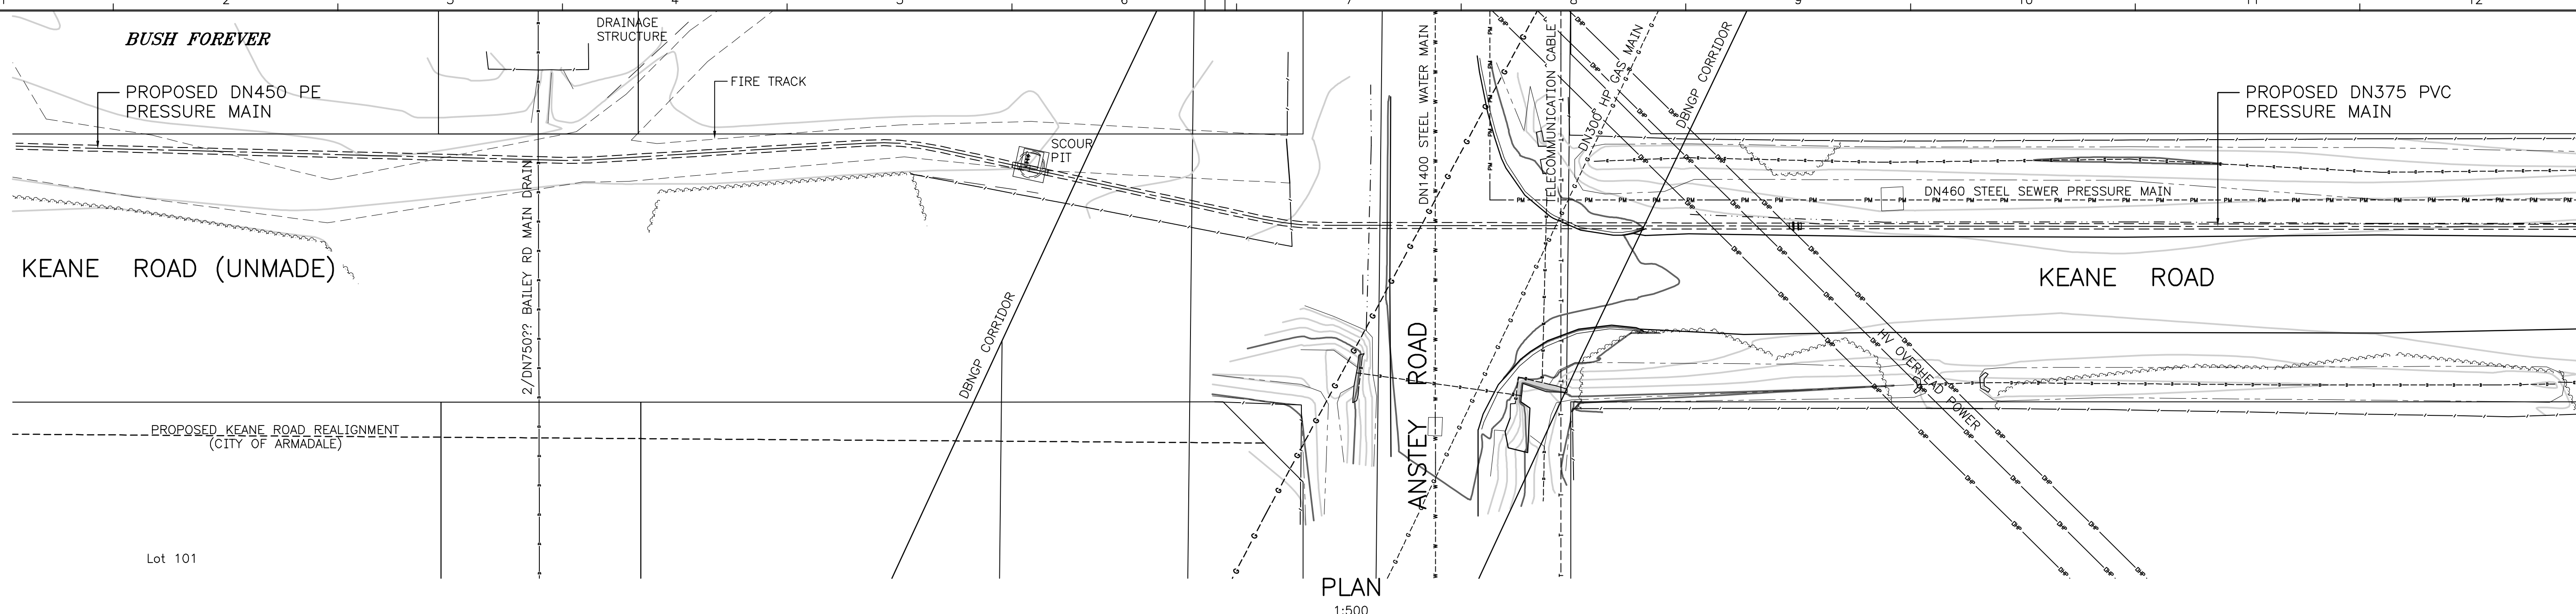 BUSH FOREVER
DRAINAGE
STRUCTURE
PROPOSED DN450 PE
PRESSURE MAIN
FIRE TRACK
SCOUR
PIT
KEANE ROAD (UNMADE)
2/DN750?? BAILEY RD MAIN DRAIN
DBNGP CORRIDOR
PROPOSED KEANE ROAD REALIGNMENT
(CITY OF ARMADALE)
Lot 101
DN1400 STEEL WATER MAIN
TELECOMMUNICATION CABLE
DN300 HP GAS MAIN
DBNGP CORRIDOR
ANSTEY ROAD
PROPOSED DN375 PVC
PRESSURE MAIN
DN460 STEEL SEWER PRESSURE MAIN
KEANE ROAD
HV OVERHEAD POWER
PLAN
1:500